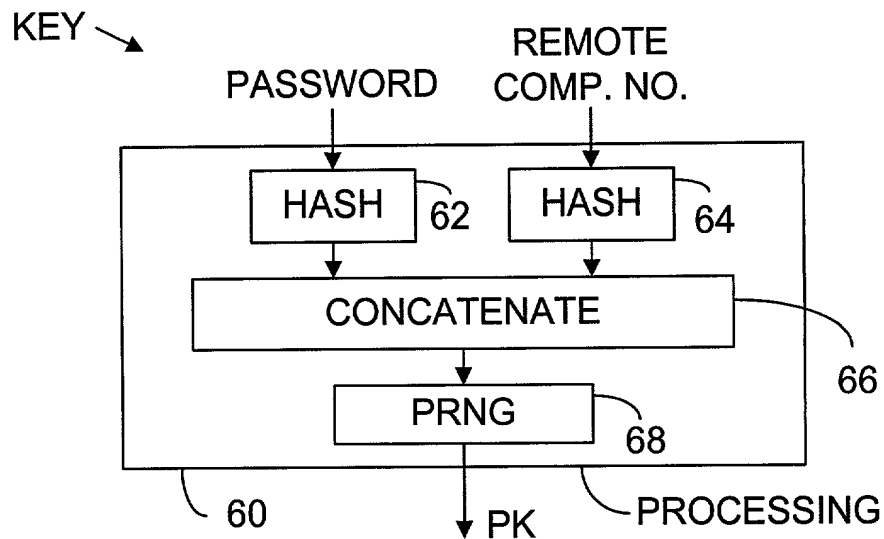 KEY
REMOTE
COMP. NO.
PASSWORD
HASH
62
HASH
64
CONCATENATE
66
PRNG
68
60
PK
PROCESSING